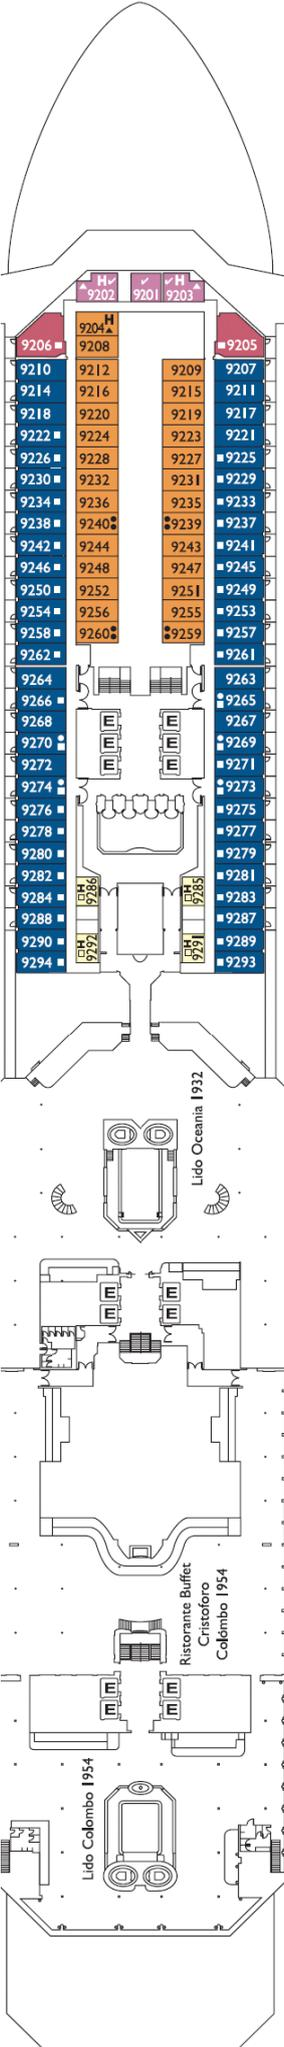 H✓ 9202
✓ 9201
✓H 9203
9204 H
9206 9208 9205
9210 9212 9209 9207
9214 9216 9215 9211
9218 9220 9219 9217
9222 9224 9223 9221
9226 9228 9227 9225
9230 9232 9231 9229
9234 9236 9235 9233
9238 9240 9239 9237
9242 9244 9243 9241
9246 9248 9247 9245
9250 9252 9251 9249
9254 9256 9255 9253
9258 9260 9259 9257
9262 9261
9264 9263
9266 9265
9268 E E 9267
9270 E E 9269
9272 E E 9271
9274 9273
9276 9275
9278 9277
9280 9279
9282 9281
9284 H 9286 H 9285 9283
9288 9287
9290 H 9292 H 9291 9289
9294 9293
Lido Oceania 1932
E E
E E
Ristorante Buffet
Cristoforo
Colómbo 1954
E E
E E
Lido Colombo 1954